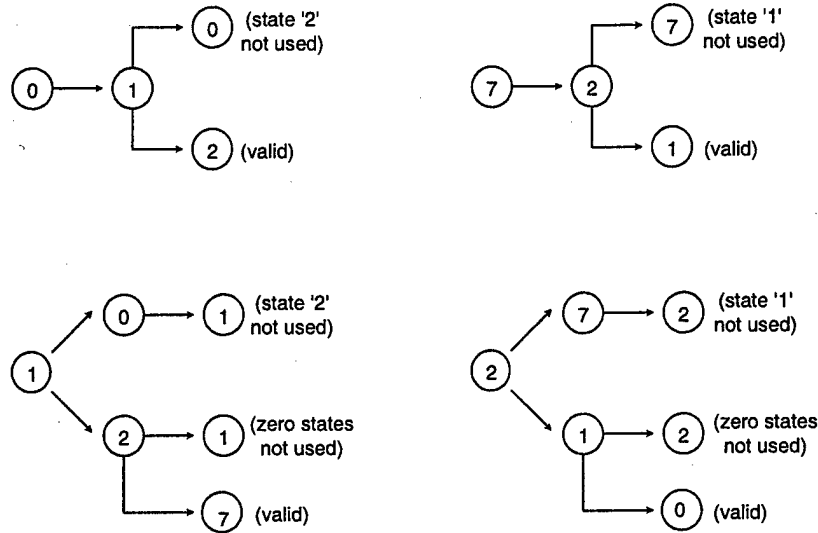 0 (state '2'
not used)
0 1
2 (valid)
7 (state '1'
not used)
7 2
1 (valid)
0 1 (state '2'
not used)
1
2 1 (zero states
not used)
7 (valid)
7 2 (state '1'
not used)
2
1 2 (zero states
not used)
0 (valid)